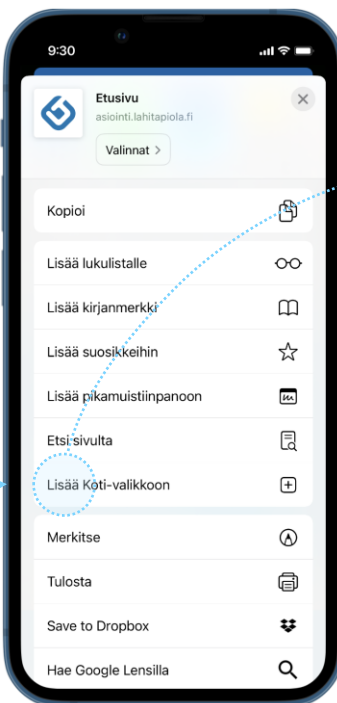 9:30
Etusivu
asiointi.lahitapiola.fi
Valinnat >
Kopioi
Lisää lukulistalle
Lisää kirjanmerkki
Lisää suosikkeihin
Lisää pikamuistiinpanoon
Etsi sivulta
Lisää Koti-valikkoon
Merkitse
Tulosta
Save to Dropbox
Hae Google Lensilla